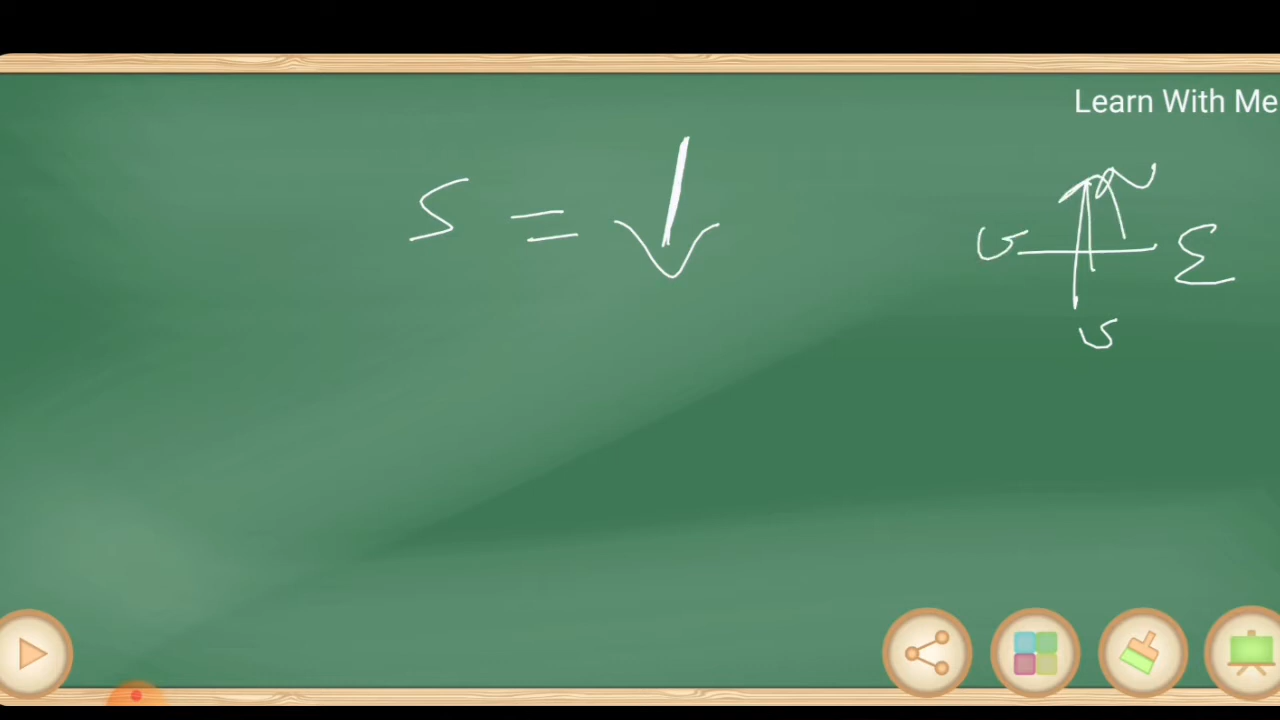 Learn With Me
S = ↓
N
E
S